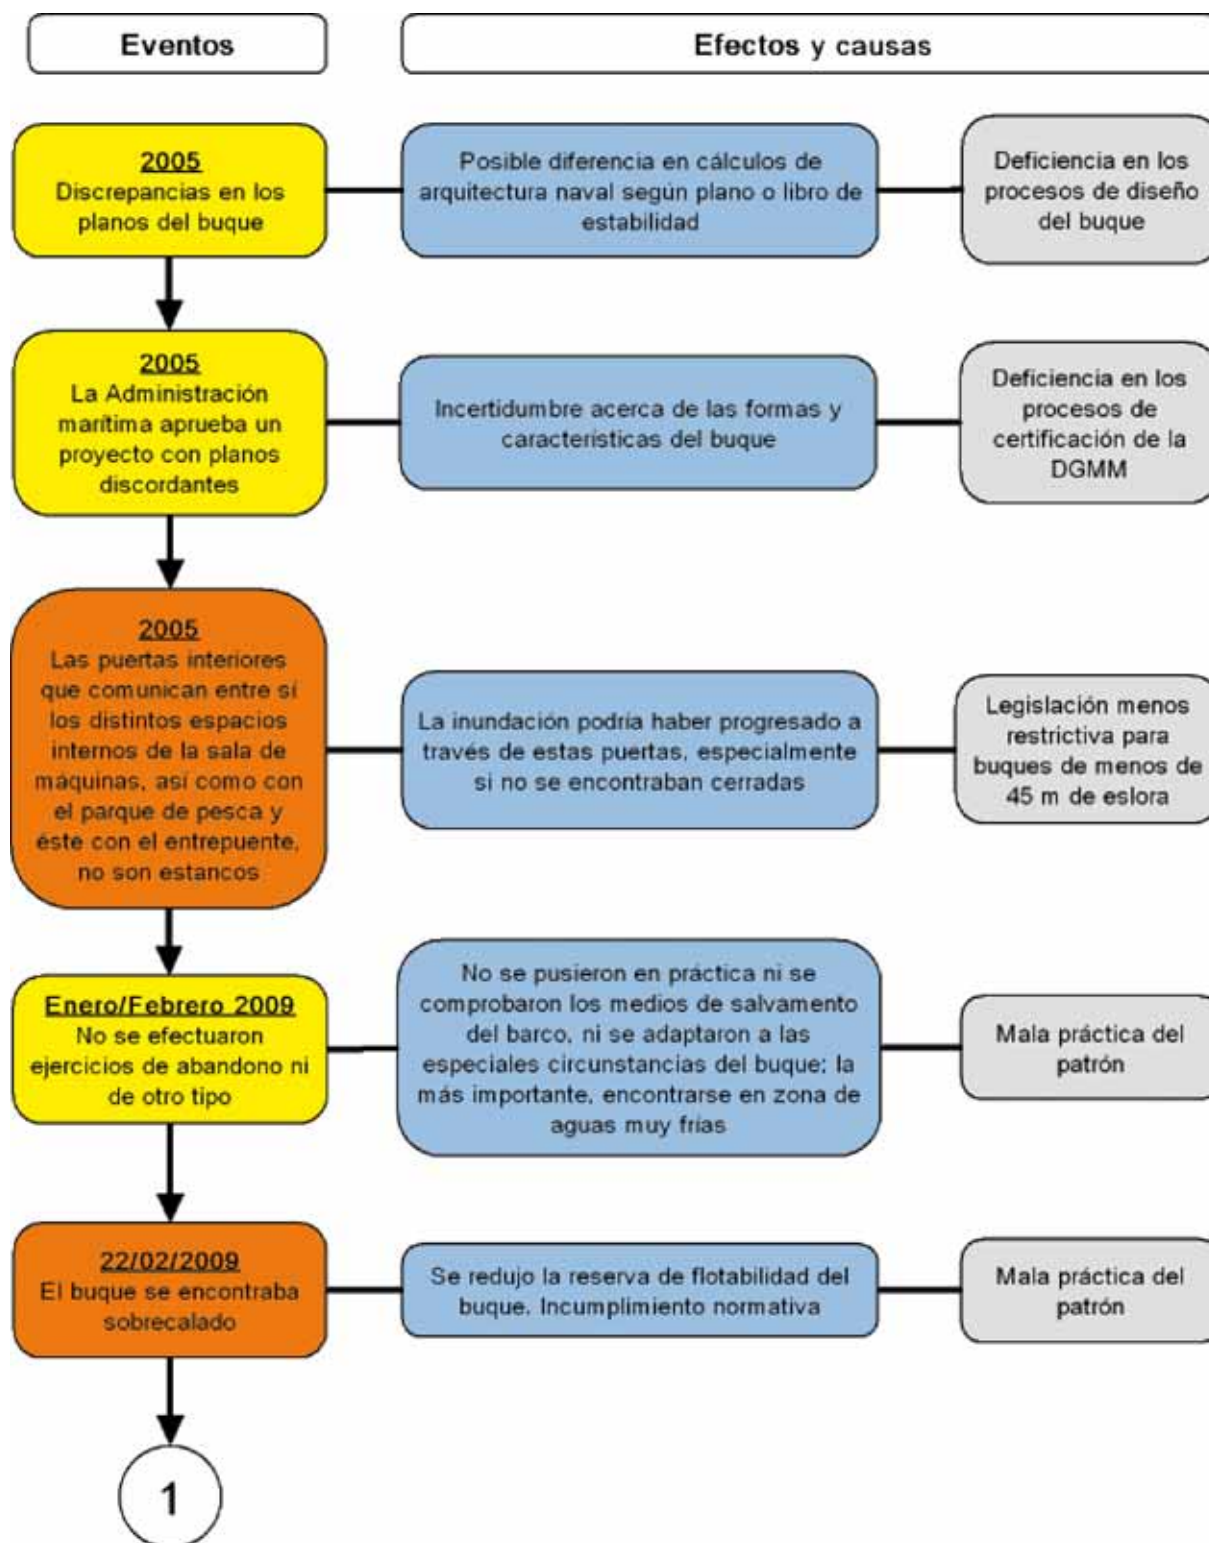 Eventos
Efectos y causas
2005
Discrepancias en los
planos del buque
Posible diferencia en cálculos de
arquitectura naval según plano o libro de
estabilidad
Deficiencia en los
procesos de diseño
del buque
2005
La Administración
marítima aprueba un
proyecto con planos
discordantes
Incertidumbre acerca de las formas y
características del buque
Deficiencia en los
procesos de
certificación de la
DGMM
2005
Las puertas interiores
que comunican entre sí
los distintos espacios
internos de la sala de
máquinas, así como con
el parque de pesca y
éste con el entrepuente,
no son estancos
La inundación podría haber progresado a
través de estas puertas, especialmente
si no se encontraban cerradas
Legislación menos
restrictiva para
buques de menos de
45 m de eslora
Enero/Febrero 2009
No se efectuaron
ejercicios de abandono ni
de otro tipo
No se pusieron en práctica ni se
comprobaron los medios de salvamento
del barco, ni se adaptaron a las
especiales circunstancias del buque; la
más importante, encontrarse en zona de
aguas muy frías
Mala práctica del
patrón
22/02/2009
El buque se encontraba
sobrecalado
Se redujo la reserva de flotabilidad del
buque. Incumplimiento normativa
Mala práctica del
patrón
1